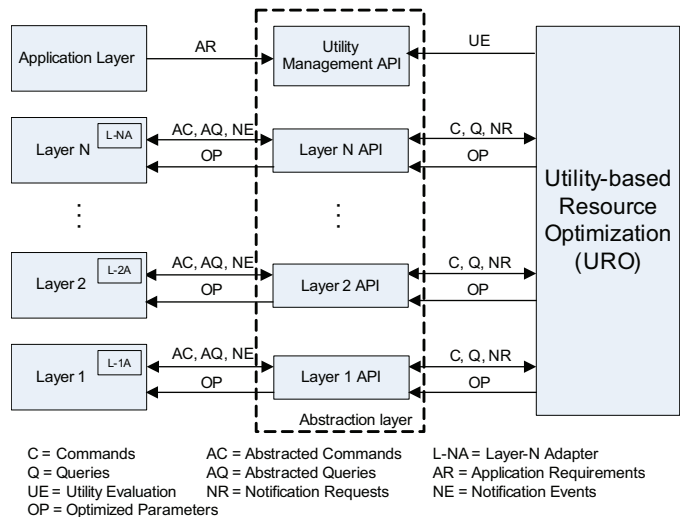 Application Layer
AR
Utility
Management API
UE
L-NA
Layer N
AC, AQ, NE
OP
Layer N API
C, Q, NR
OP
Utility-based
Resource
Optimization
(URO)
L-2A
Layer 2
AC, AQ, NE
OP
Layer 2 API
C, Q, NR
OP
L-1A
Layer 1
AC, AQ, NE
OP
Layer 1 API
C, Q, NR
OP
Abstraction layer
C = Commands
AC = Abstracted Commands
L-NA = Layer-N Adapter
Q = Queries
AQ = Abstracted Queries
AR = Application Requirements
UE = Utility Evaluation
NR = Notification Requests
NE = Notification Events
OP = Optimized Parameters